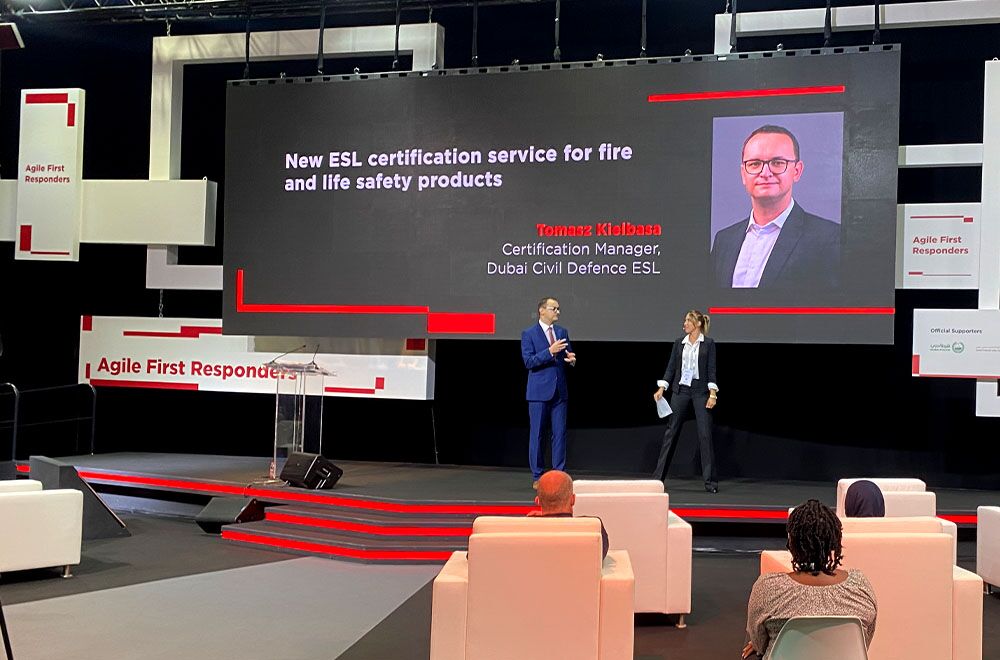 New ESL certification service for fire
and life safety products
Tomasz Kielbasa
Certification Manager,
Dubai Civil Defence ESL
Agile First
Responders
Agile First Responders
Agile First
Responders
Official Supporters